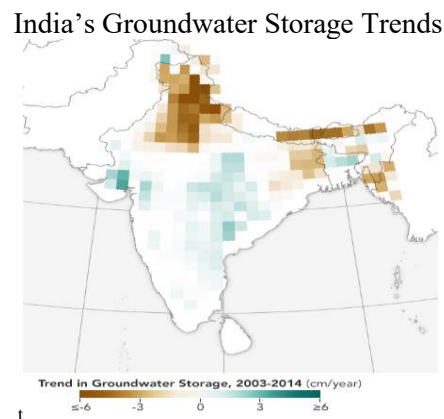 India's Groundwater Storage Trends
Trend in Groundwater Storage, 2003-2014 (cm/year)
≤-6 -3 0 3 ≥6
t